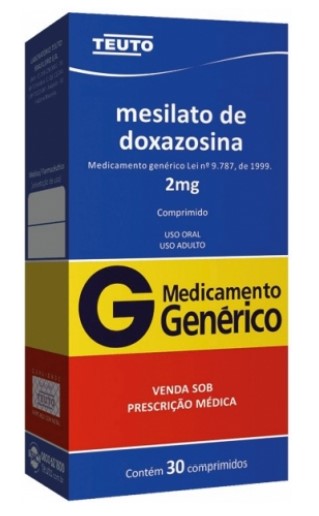 TEUTO
mesilato de
doxazosina
Medicamento genérico Lei nº 9.787, de 1999.
2mg
Comprimido
USO ORAL
USO ADULTO
G Medicamento
Genérico
VENDA SOB
PRESCRIÇÃO MÉDICA
Contém 30 comprimidos
TEUTO